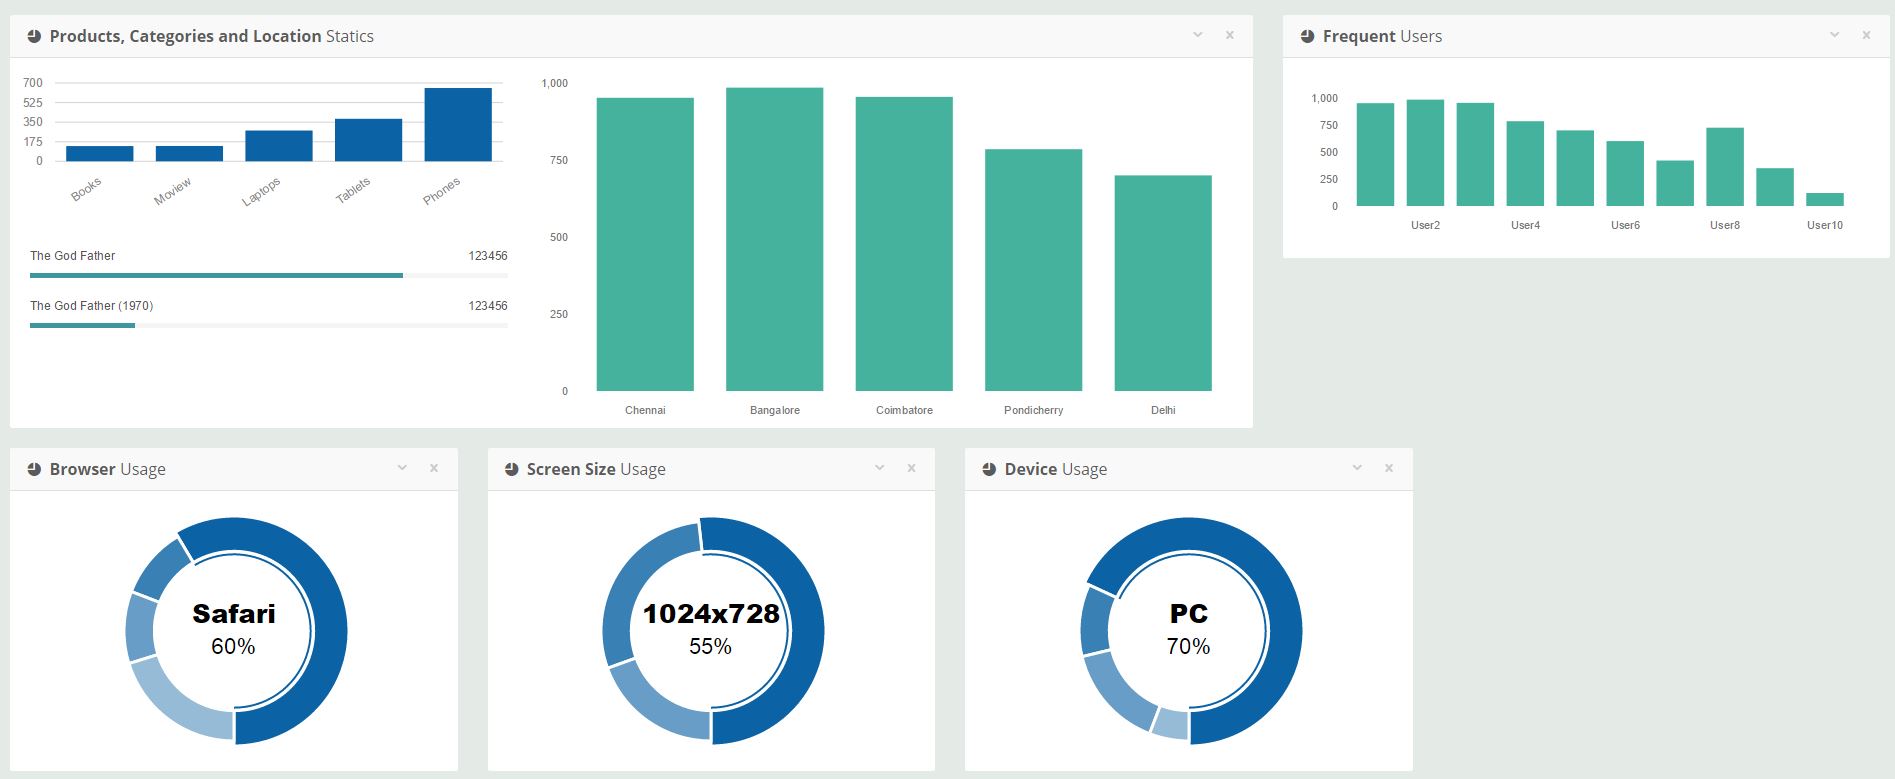 Products, Categories and Location Statics
700
525
350
175
0
Books
Moview
Laptops
Tablets
Phones
The God Father 123456
The God Father (1970) 123456
1,000
750
500
250
0
Chennai
Bangalore
Coimbatore
Pondicherry
Delhi
Frequent Users
1,000
750
500
250
0
User2
User4
User6
User8
User10
Browser Usage
Safari
60%
Screen Size Usage
1024x728
55%
Device Usage
PC
70%